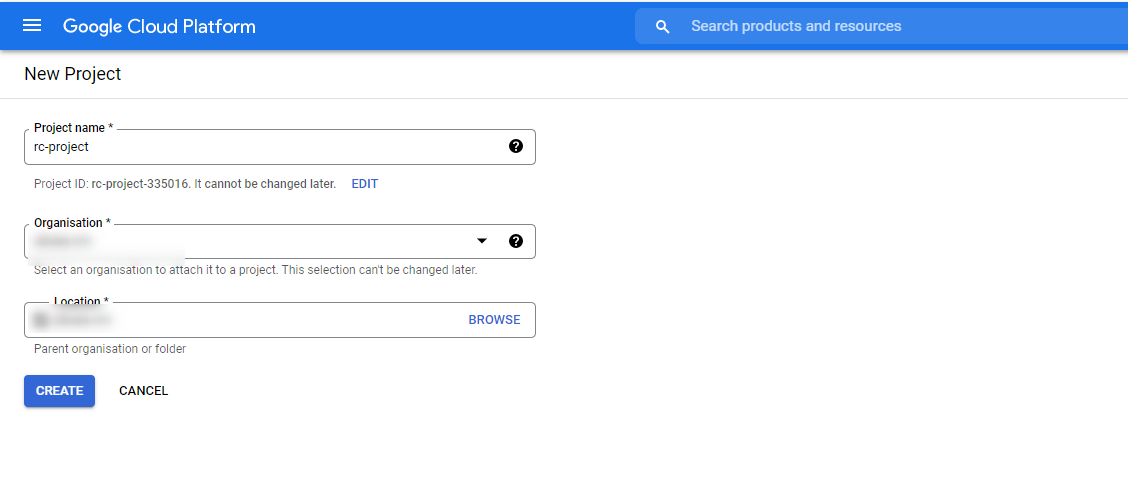 Google Cloud Platform
Search products and resources
New Project
Project name *
rc-project
Project ID: rc-project-335016. It cannot be changed later. EDIT
Organisation *
Select an organisation to attach it to a project. This selection can't be changed later.
Location *
BROWSE
Parent organisation or folder
CREATE CANCEL